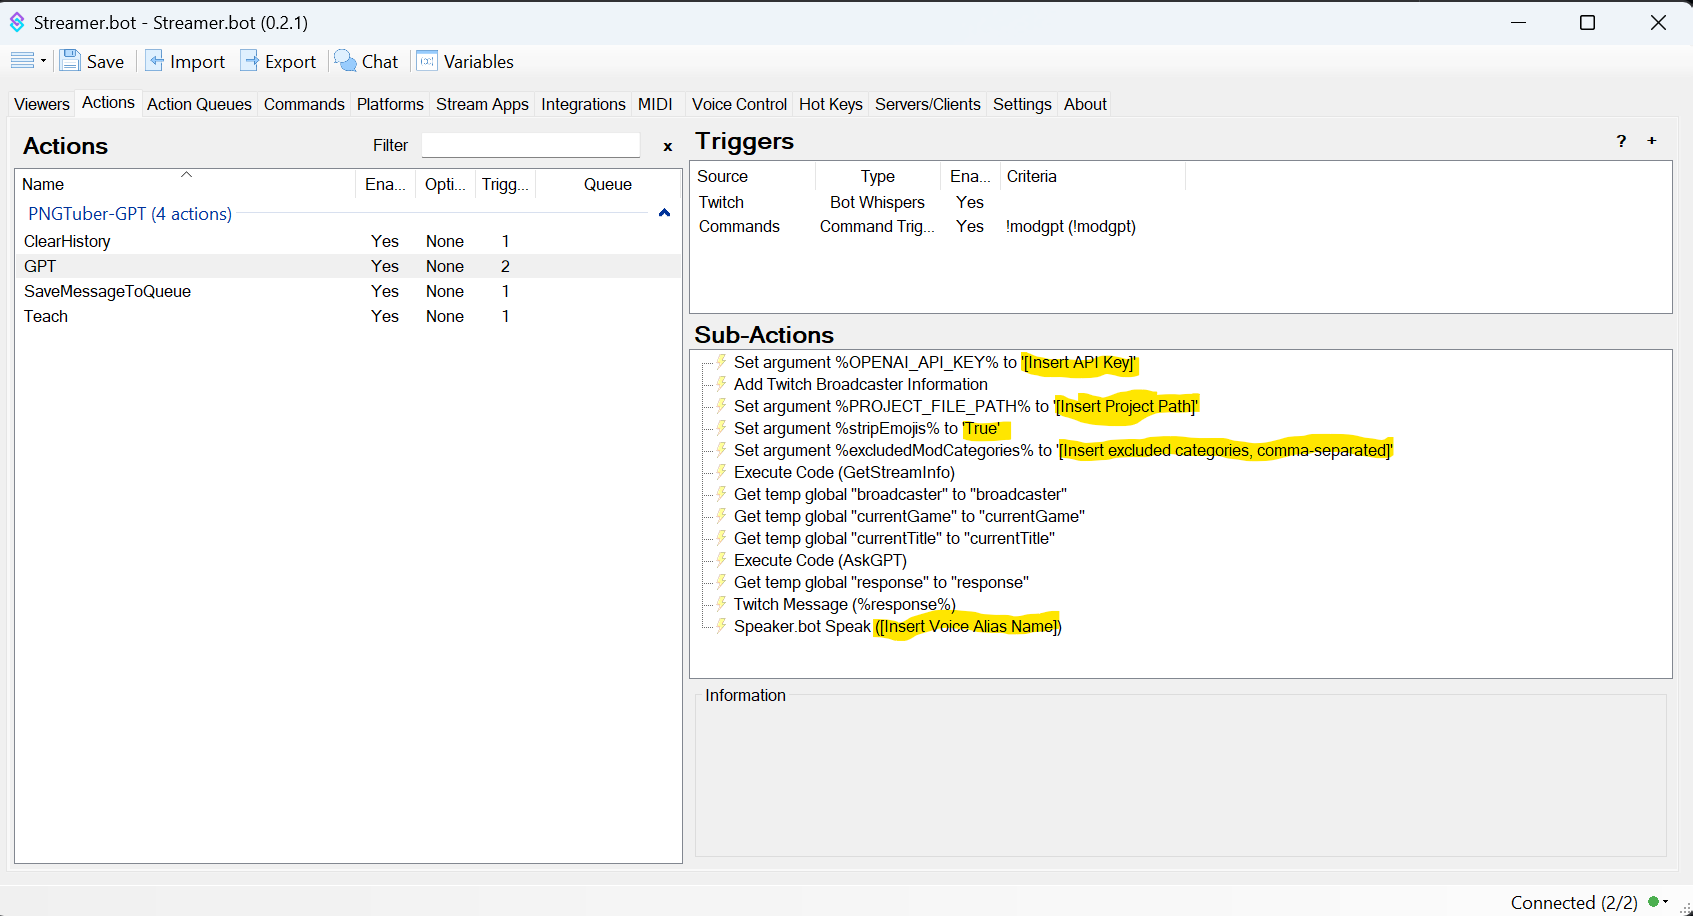 Streamer.bot - Streamer.bot (0.2.1)
Save Import Export Chat Variables
Viewers Actions Action Queues Commands Platforms Stream Apps Integrations MIDI Voice Control Hot Keys Servers/Clients Settings About
Actions Filter x
Name Ena... Opti... Trigg... Queue
PNGTuber-GPT (4 actions)
ClearHistory Yes None 1
GPT Yes None 2
SaveMessageToQueue Yes None 1
Teach Yes None 1
Triggers ? +
Source Type Ena... Criteria
Twitch Bot Whispers Yes
Commands Command Trig... Yes !modgpt (!modgpt)
Sub-Actions
Set argument %OPENAI_API_KEY% to '[Insert API Key]'
Add Twitch Broadcaster Information
Set argument %PROJECT_FILE_PATH% to '[Insert Project Path]'
Set argument %stripEmojis% to 'True'
Set argument %excludedModCategories% to '[Insert excluded categories, comma-separated]'
Execute Code (GetStreamInfo)
Get temp global "broadcaster" to "broadcaster"
Get temp global "currentGame" to "currentGame"
Get temp global "currentTitle" to "currentTitle"
Execute Code (AskGPT)
Get temp global "response" to "response"
Twitch Message (%response%)
Speaker.bot Speak ([Insert Voice Alias Name])
Information
Connected (2/2)